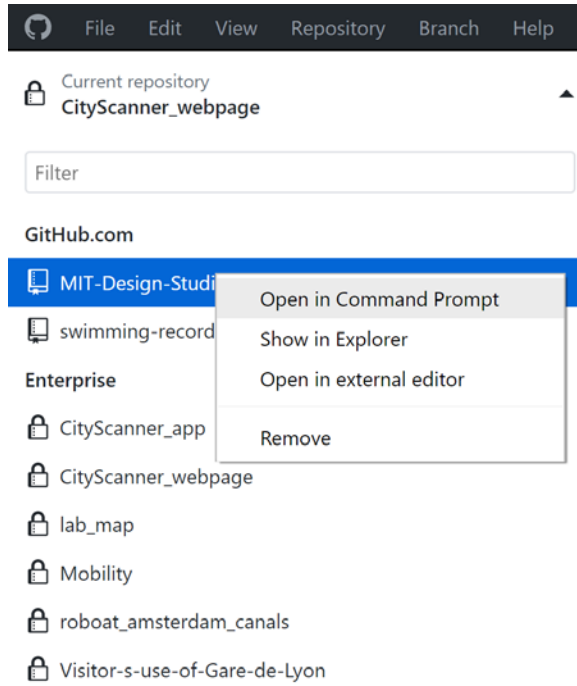 File Edit View Repository Branch Help
Current repository
CityScanner_webpage
Filter
GitHub.com
MIT-Design-Studi
Open in Command Prompt
swimming-record
Show in Explorer
Enterprise
Open in external editor
CityScanner_app
Remove
CityScanner_webpage
lab_map
Mobility
roboat_amsterdam_canals
Visitor-s-use-of-Gare-de-Lyon